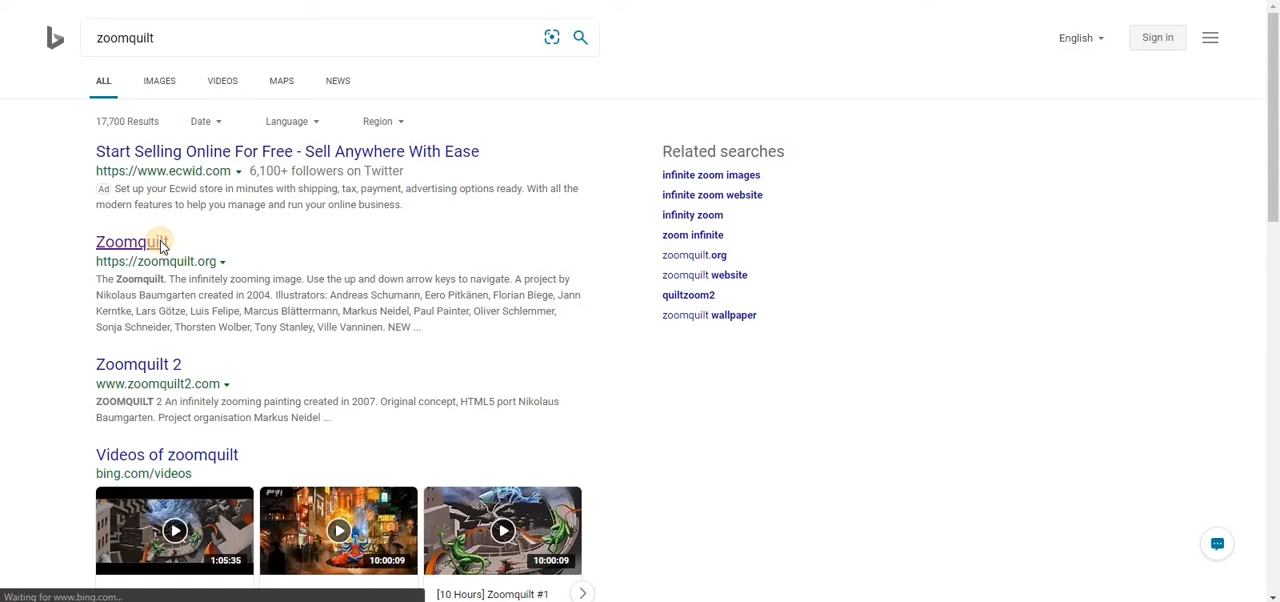 zoomquilt
English
Sign in
ALL IMAGES VIDEOS MAPS NEWS
17,700 Results Date Language Region
Start Selling Online For Free - Sell Anywhere With Ease
https://www.ecwid.com 6,100+ followers on Twitter
Ad Set up your Ecwid store in minutes with shipping, tax, payment, advertising options ready. With all the
modern features to help you manage and run your online business.
Zoomquilt
https://zoomquilt.org
The Zoomquilt. The infinitely zooming image. Use the up and down arrow keys to navigate. A project by
Nikolaus Baumgarten created in 2004. Illustrators: Andreas Schumann, Eero Pitkänen, Florian Biege, Jann
Kerntke, Lars Götze, Luis Felipe, Marcus Blättermann, Markus Neidel, Paul Painter, Oliver Schlemmer,
Sonja Schneider, Thorsten Wolber, Tony Stanley, Ville Vanninen. NEW ...
Zoomquilt 2
www.zoomquilt2.com
ZOOMQUILT 2 An infinitely zooming painting created in 2007. Original concept, HTML5 port Nikolaus
Baumgarten. Project organisation Markus Neidel ...
Videos of zoomquilt
bing.com/videos
1:05:35
10:00:09
10:00:09
[10 Hours] Zoomquilt #1
Related searches
infinite zoom images
infinite zoom website
infinity zoom
zoom infinite
zoomquilt.org
zoomquilt website
quiltzoom2
zoomquilt wallpaper
Waiting for www.bing.com...